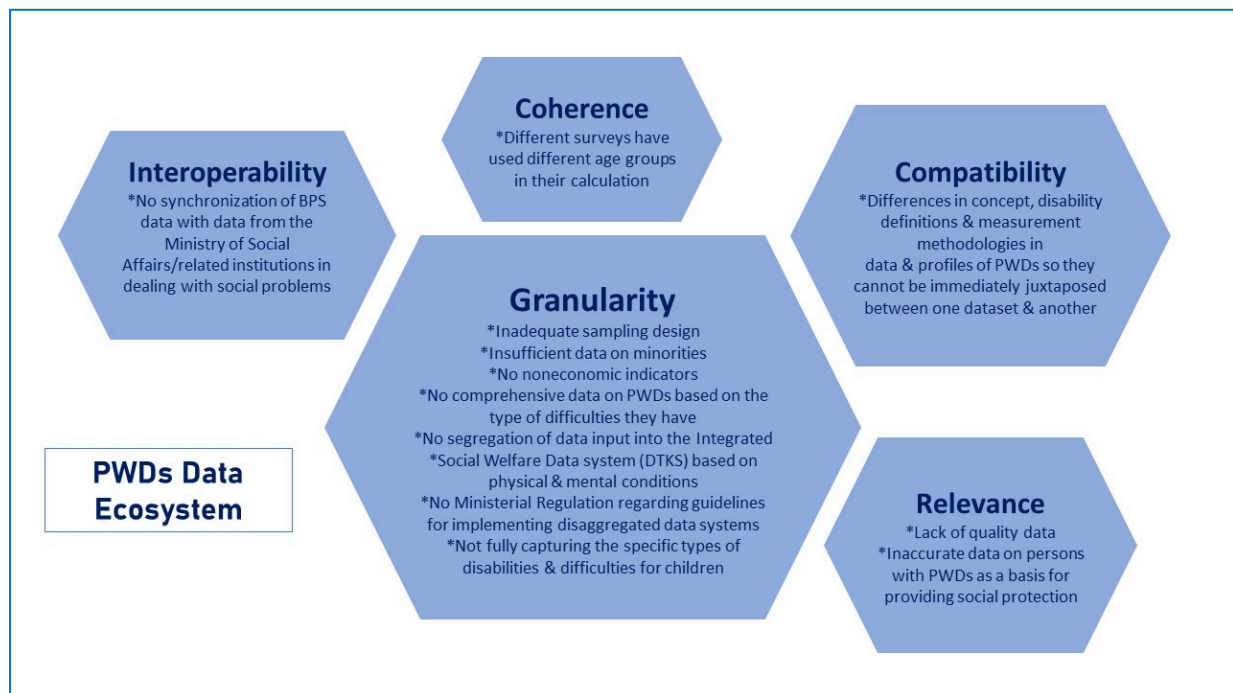 Coherence
*Different surveys have
used different age groups
in their calculation
Interoperability
*No synchronization of BPS
data with data from the
Ministry of Social
Affairs/related institutions in
dealing with social problems
Compatibility
*Differences in concept, disability
definitions & measurement
methodologies in
data & profiles of PWDs so they
cannot be immediately juxtaposed
between one dataset & another
Granularity
*Inadequate sampling design
*Insufficient data on minorities
*No noneconomic indicators
*No comprehensive data on PWDs based on the
type of difficulties they have
*No segregation of data input into the Integrated
*Social Welfare Data system (DTKS) based on
physical & mental conditions
*No Ministerial Regulation regarding guidelines
for implementing disaggregated data systems
*Not fully capturing the specific types of
disabilities & difficulties for children
PWDs Data
Ecosystem
Relevance
*Lack of quality data
*Inaccurate data on persons
with PWDs as a basis for
providing social protection